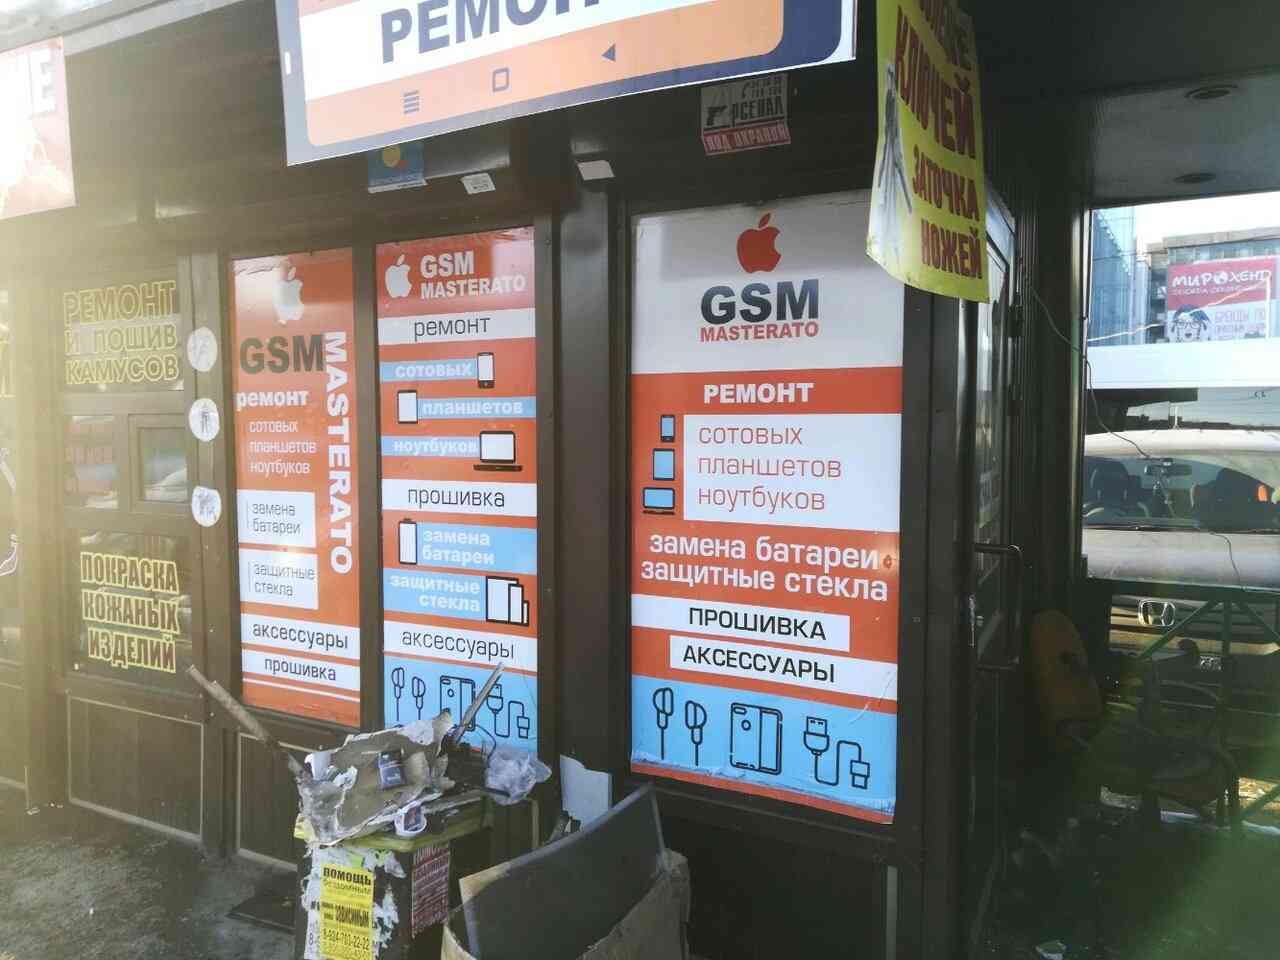 РЕМОНТ
АРСЕНАЛ
ПОД ОХРАНОЙ
КЛЮЧЕЙ
ЗАТОЧКА
НОЖЕЙ
МИРОХЕНД
РЕМОНТ
И ПОШИВ
КАМУСОВ
ПОКРАСКА
КОЖАНЫХ
ИЗДЕЛИЙ
GSM
MASTERATO
ремонт
сотовых
планшетов
ноутбуков
замена
батареи
защитные
стекла
аксессуары
прошивка
GSM
MASTERATO
ремонт
сотовых
планшетов
ноутбуков
прошивка
замена
батареи
защитные
стекла
аксессуары
GSM
MASTERATO
РЕМОНТ
сотовых
планшетов
ноутбуков
замена батареи
защитные стекла
ПРОШИВКА
АКСЕССУАРЫ
ПОМОЩЬ
бездомным
зависимым